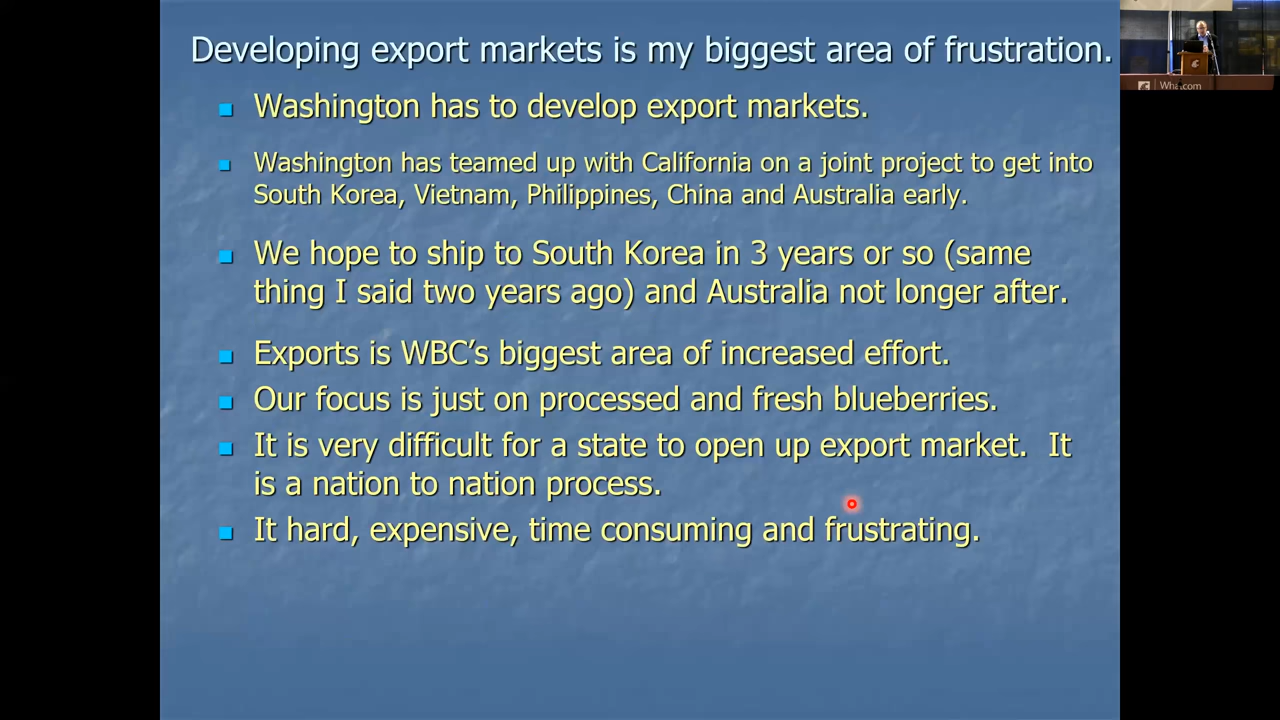 Developing export markets is my biggest area of frustration.
Washington has to develop export markets.
Washington has teamed up with California on a joint project to get into
South Korea, Vietnam, Philippines, China and Australia early.
We hope to ship to South Korea in 3 years or so (same
thing I said two years ago) and Australia not longer after.
Exports is WBC’s biggest area of increased effort.
Our focus is just on processed and fresh blueberries.
It is very difficult for a state to open up export market.  It
is a nation to nation process.
It hard, expensive, time consuming and frustrating.